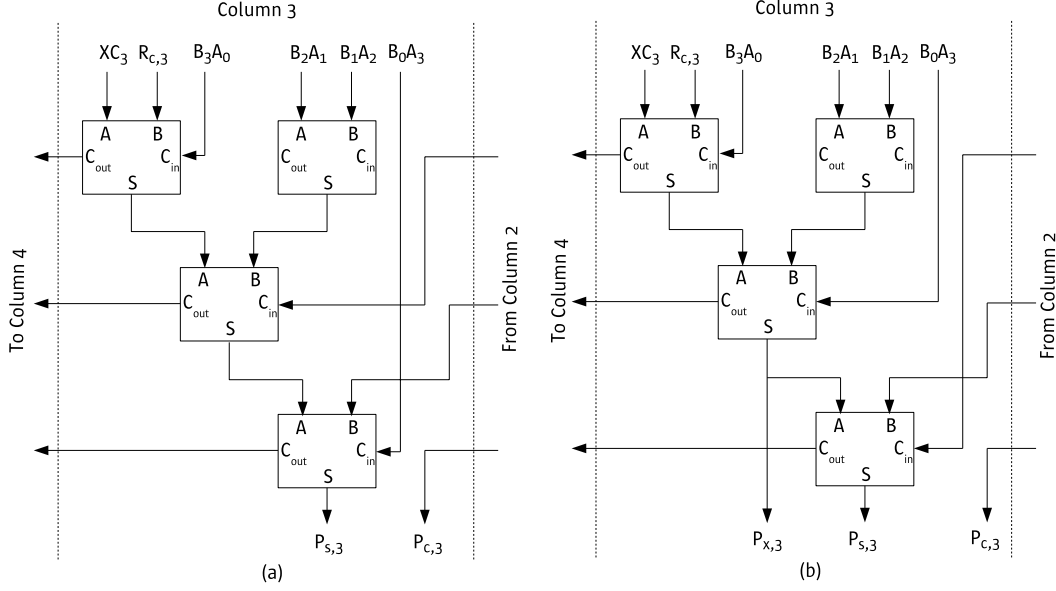 Column 3
XC3 Rc,3 B3A0 B2A1 B1A2 B0A3
A B A B
Cout Cin Cout Cin
S S
A B
Cout Cin
S
A B
Cout Cin
S
Ps,3 Pc,3
To Column 4
From Column 2
(a)
Column 3
XC3 Rc,3 B3A0 B2A1 B1A2 B0A3
A B A B
Cout Cin Cout Cin
S S
A B
Cout Cin
S
A B
Cout Cin
S
Px,3 Ps,3 Pc,3
To Column 4
From Column 2
(b)